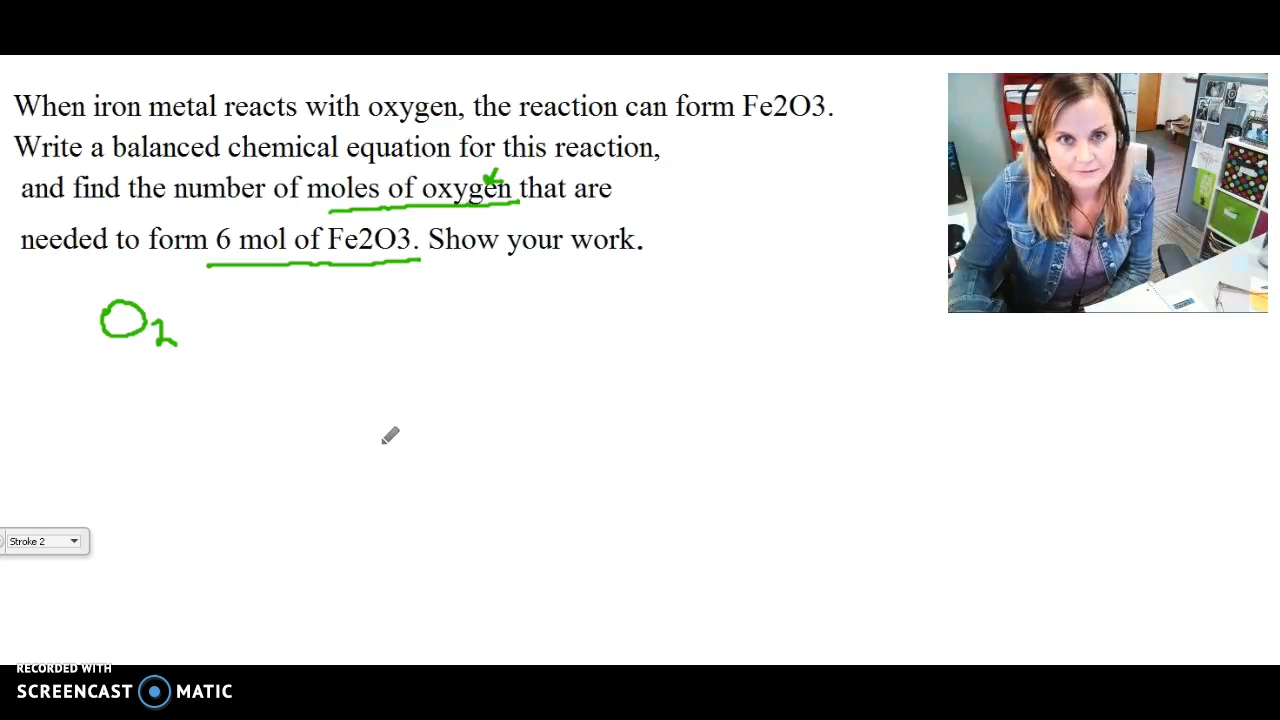 When iron metal reacts with oxygen, the reaction can form Fe2O3.
Write a balanced chemical equation for this reaction,
and find the number of moles of oxygen that are
needed to form 6 mol of Fe2O3. Show your work.
O2
Stroke 2
RECORDED WITH
SCREENCAST MATIC